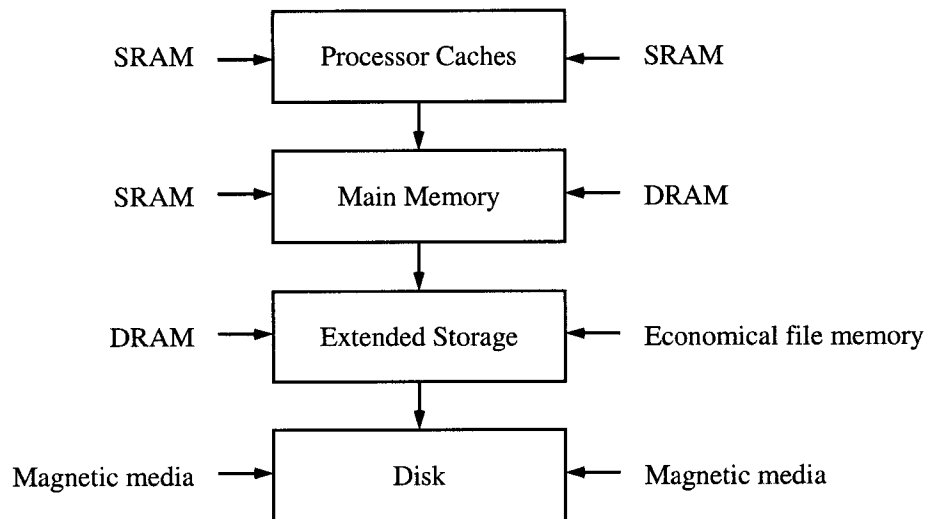 SRAM
Processor Caches
SRAM
SRAM
Main Memory
DRAM
DRAM
Extended Storage
Economical file memory
Magnetic media
Disk
Magnetic media